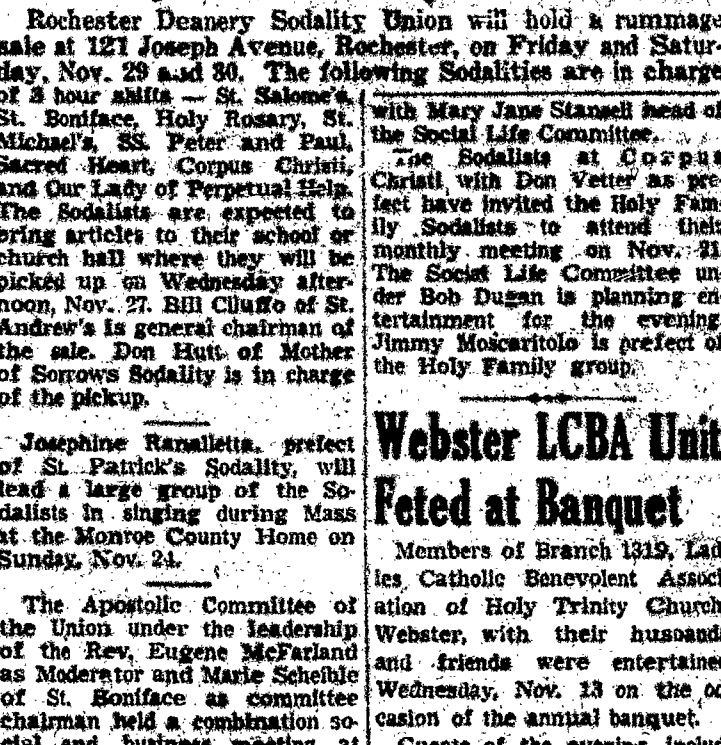 Rochester Deanery Sodality Union will hold a rummage
sale at 121 Joseph Avenue, Rochester, on Friday and Satur-
day, Nov. 29 and 30. The following Sodalities are in charge
of 3 hour shifts — St. Salome's,
St. Boniface, Holy Rosary, St.
Michael's, SS. Peter and Paul,
Sacred Heart, Corpus Christi,
and Our Lady of Perpetual Help.
The Sodalists are expected to
bring articles to their school or
church hall where they will be
picked up on Wednesday after-
noon, Nov. 27. Bill Ciluffo of St.
Andrew's is general chairman of
the sale. Don Hutt of Mother
of Sorrows Sodality is in charge
of the pickup.
Josephine Ranalletta, prefect
of St. Patrick's Sodality, will
lead a large group of the So-
dalists in singing during Mass
at the Monroe County Home on
Sunday, Nov. 24.
The Apostolic Committee of
the Union under the leadership
of the Rev. Eugene McFarland
as Moderator and Marie Scheible
of St. Boniface as committee
chairman held a combination so-
cial and business meeting at
with Mary Jane Stansell head of
the Social Life Committee.
The Sodalists at Corpus
Christi with Don Vetter as pre-
fect have invited the Holy Fam
ily Sodalists to attend their
monthly meeting on Nov. 21
The Social Life Committee un
der Bob Dugan is planning en
tertainment for the evening
Jimmy Moscaritolo is prefect of
the Holy Family group.
Webster LCBA Unit
Feted at Banquet
Members of Branch 1319, Lad
ies Catholic Benevolent Associ
ation of Holy Trinity Church
Webster, with their husbands
and friends were entertained
Wednesday, Nov. 13 on the oc
casion of the annual banquet.
Guests of the evening includ